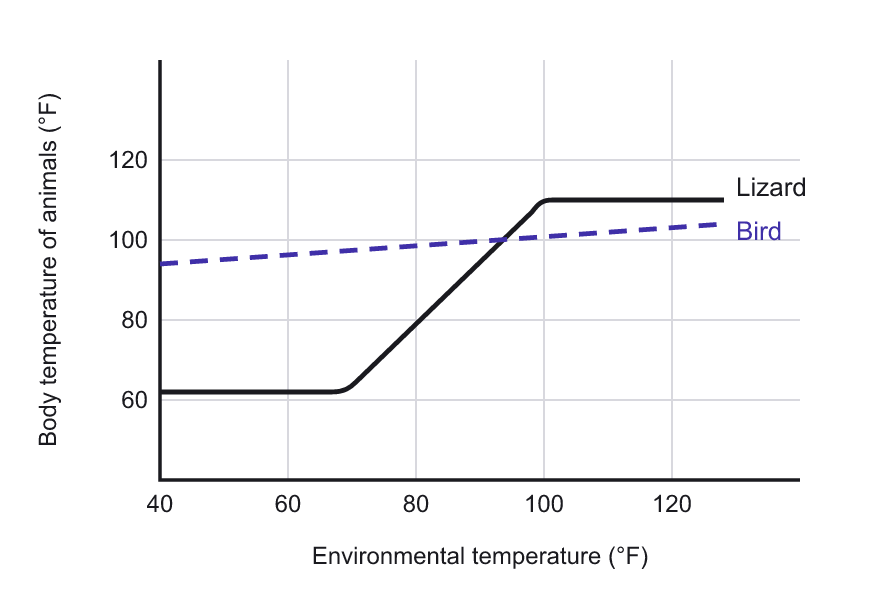 Body temperature of animals (°F)
120
100
80
60
Lizard
Bird
40 60 80 100 120
Environmental temperature (°F)